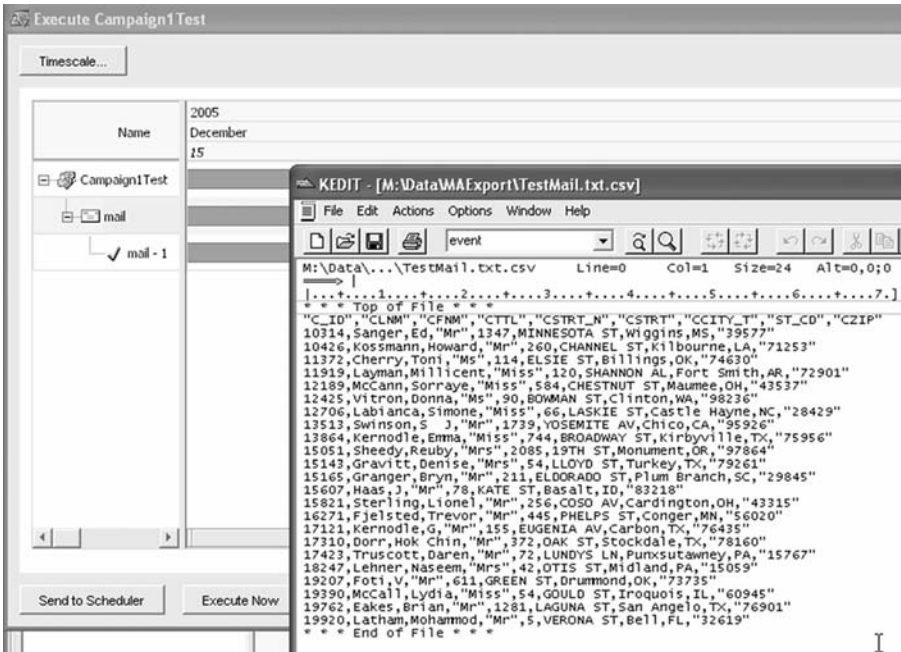 Execute Campaign1Test
Timescale...
Name
2005
December
15
Campaign1Test
mail
mail - 1
Send to Scheduler
Execute Now
KEDIT - [M:\Data\MAExport\TestMail.txt.csv]
File Edit Actions Options Window Help
event
M:\Data\...\TestMail.txt.csv Line=0 Col=1 Size=24 Alt=0,0;0
====>
|...+....1....+....2....+....3....+....4....+....5....+....6....+....7.]
* * * Top of File * * *
"C_ID","CLNM","CFNM","CTTL","CSTRT_N","CSTRT","CCITY_T","ST_CD","CZIP"
10314,Sanger,Ed,"Mr",1347,MINNESOTA ST,Wiggins,MS,"39577"
10426,Kossmann,Howard,"Mr",260,CHANNEL ST,Kilbourne,LA,"71253"
11372,Cherry,Toni,"Ms",114,ELSIE ST,Billings,OK,"74630"
11919,Layman,Millicent,"Miss",120,SHANNON AL,Fort Smith,AR,"72901"
12189,McCann,Sorraye,"Miss",584,CHESTNUT ST,Maumee,OH,"43537"
12425,Vitron,Donna,"Ms",90,BOWMAN ST,Clinton,WA,"98236"
12706,Labianca,Simone,"Miss",66,LASKIE ST,Castle Hayne,NC,"28429"
13513,Swinson,S  J,"Mr",1739,YOSEMITE AV,Chico,CA,"95926"
13864,Kernodle,Emma,"Miss",744,BROADWAY ST,Kirbyville,TX,"75956"
15051,Sheedy,Reuby,"Mrs",2085,19TH ST,Monument,OR,"97864"
15143,Gravitt,Denise,"Mrs",54,LLOYD ST,Turkey,TX,"79261"
15165,Granger,Bryn,"Mr",211,ELDORADO ST,Plum Branch,SC,"29845"
15607,Haas,J,"Mr",78,KATE ST,Basalt,ID,"83218"
15821,Sterling,Lionel,"Mr",256,COSO AV,Cardington,OH,"43315"
16271,Fjelsted,Trevor,"Mr",445,PHELPS ST,Conger,MN,"56020"
17121,Kernodle,G,"Mr",155,EUGENIA AV,Carbon,TX,"76435"
17310,Dorr,Hok Chin,"Mr",372,OAK ST,Stockdale,TX,"78160"
17423,Truscott,Daren,"Mr",72,LUNDYS LN,Punxsutawney,PA,"15767"
18247,Lehner,Naseem,"Mrs",42,OTIS ST,Midland,PA,"15059"
19207,Foti,V,"Mr",611,GREEN ST,Drummond,OK,"73735"
19390,McCall,Lydia,"Miss",54,GOULD ST,Iroquois,IL,"60945"
19762,Eakes,Brian,"Mr",1281,LAGUNA ST,San Angelo,TX,"76901"
19920,Latham,Mohammod,"Mr",5,VERONA ST,Bell,FL,"32619"
* * * End of File * * *